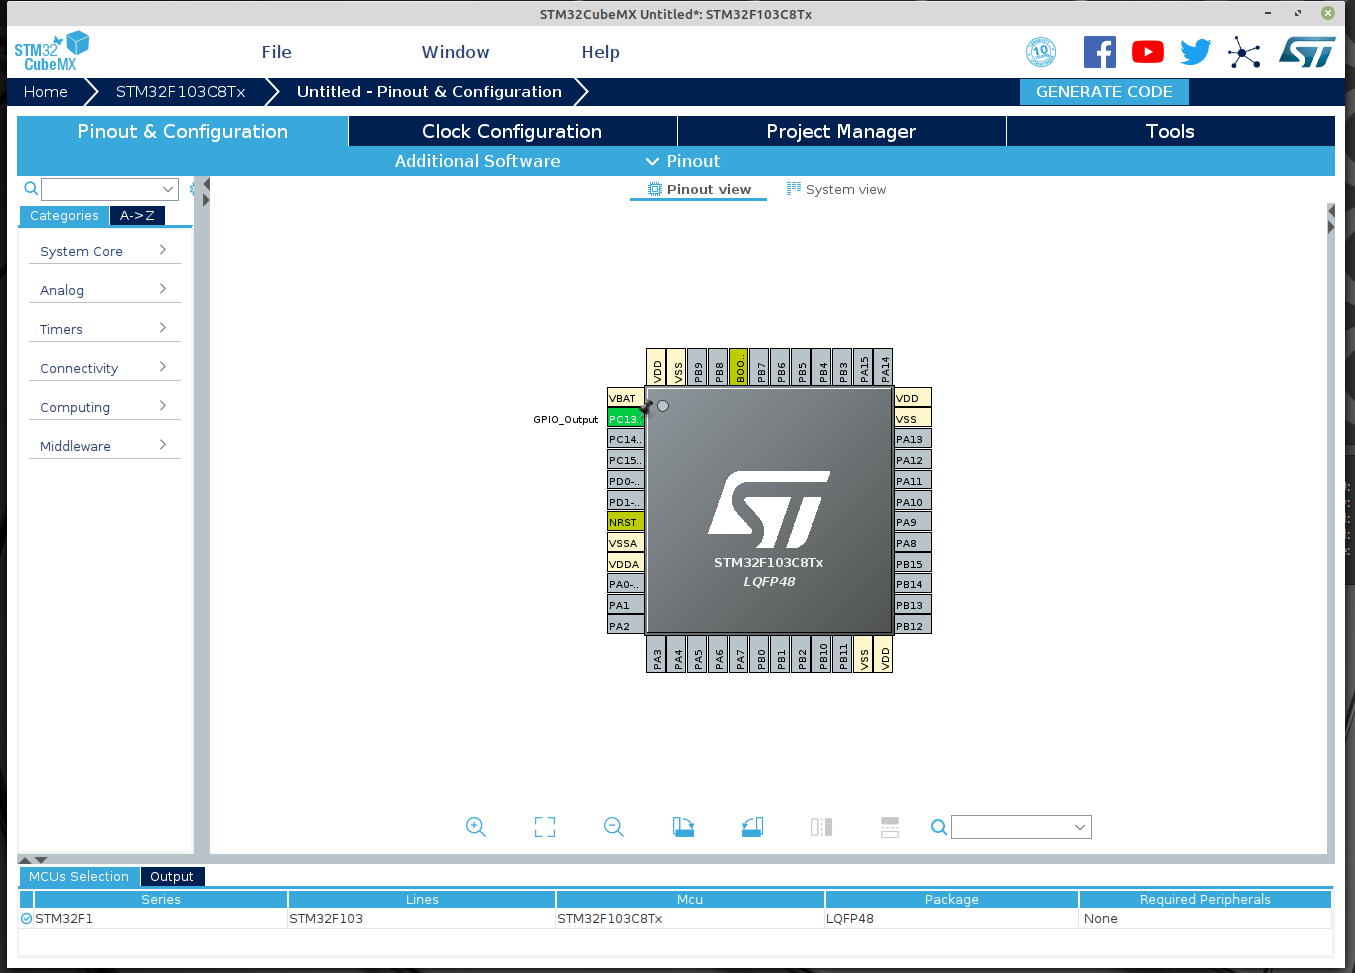 STM32CubeMX Untitled*: STM32F103C8Tx
STM32
CubeMX
File
Window
Help
10
Home
STM32F103C8Tx
Untitled - Pinout & Configuration
GENERATE CODE
Pinout & Configuration
Clock Configuration
Project Manager
Tools
Additional Software
Pinout
Pinout view
System view
Categories
A->Z
System Core
Analog
Timers
Connectivity
Computing
Middleware
VDD
VSS
PB9
PB8
BOO..
PB7
PB6
PB5
PB4
PB3
PA15
PA14
VBAT
GPIO_Output
PC13..
PC14..
PC15..
PD0-..
PD1-..
NRST
VSSA
VDDA
PA0-..
PA1
PA2
STM32F103C8Tx
LQFP48
VDD
VSS
PA13
PA12
PA11
PA10
PA9
PA8
PB15
PB14
PB13
PB12
PA3
PA4
PA5
PA6
PA7
PB0
PB1
PB2
PB10
PB11
VSS
VDD
MCUs Selection
Output
Series
Lines
Mcu
Package
Required Peripherals
STM32F1
STM32F103
STM32F103C8Tx
LQFP48
None